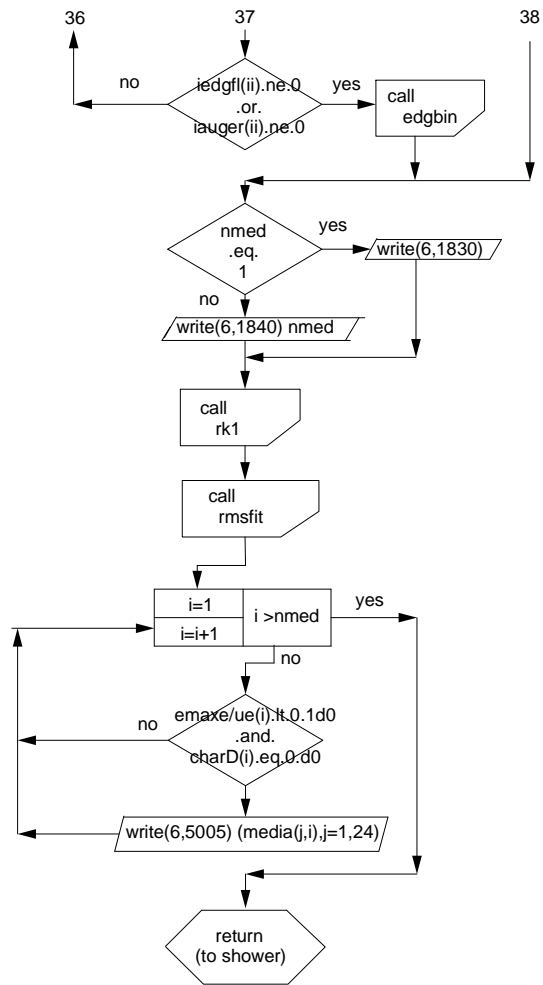 36
37
38
no
iedgfl(ii).ne.0
.or.
iauger(ii).ne.0
yes
call
edgbin
nmed
.eq.
1
yes
write(6,1830)
no
write(6,1840) nmed
call
rk1
call
rmsfit
i=1
i=i+1
i >nmed
yes
no
emaxe/ue(i).lt.0.1d0
.and.
charD(i).eq.0.d0
no
write(6,5005) (media(j,i),j=1,24)
return
(to shower)